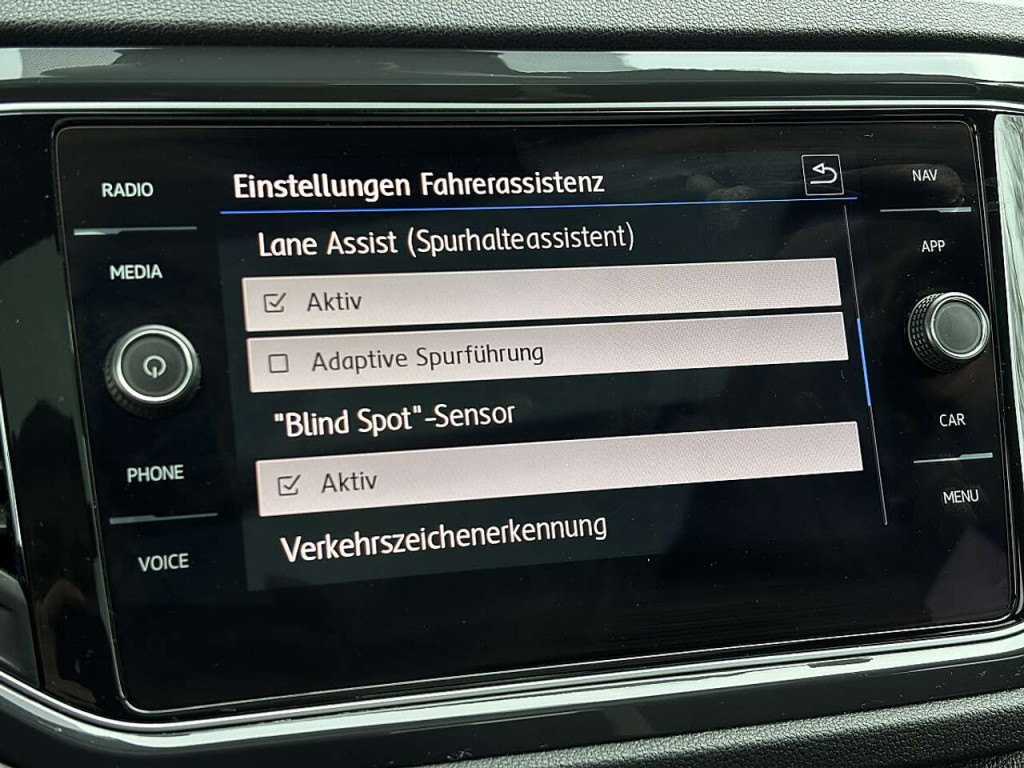 RADIO
MEDIA
PHONE
VOICE
Einstellungen Fahrerassistenz
Lane Assist (Spurhalteassistent)
Aktiv
Adaptive Spurführung
"Blind Spot"-Sensor
Aktiv
Verkehrszeichenerkennung
NAV
APP
CAR
MENU